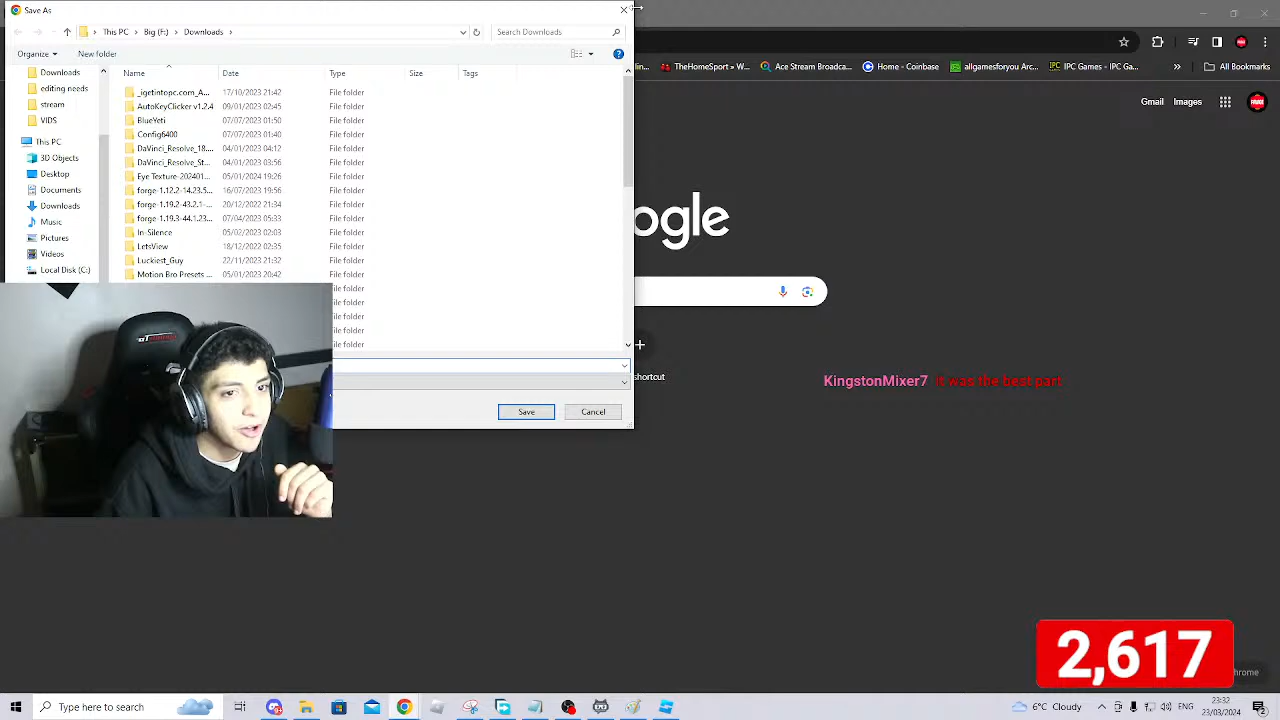 Save As
This PC > Big (F:) > Downloads >
Search Downloads
Organize
New folder
Downloads
editing needs
stream
VIDS
This PC
3D Objects
Desktop
Documents
Downloads
Music
Pictures
Videos
Local Disk (C:)
Name Date Type Size Tags
_igetintopc.com_A... 17/10/2023 21:42 File folder
AutoKeyClicker v1.2.4 09/01/2023 02:45 File folder
BlueYeti 07/07/2023 01:50 File folder
Config6400 07/07/2023 01:40 File folder
DaVinci_Resolve_18.... 04/01/2023 04:12 File folder
DaVinci_Resolve_St... 04/01/2023 03:56 File folder
Eye Texture-202401... 05/01/2024 19:26 File folder
forge-1.12.2-14.23.5... 16/07/2023 19:56 File folder
forge-1.19.2-43.2.1-... 20/12/2022 21:34 File folder
forge-1.19.3-44.1.23... 07/04/2023 05:33 File folder
In-Silence 05/02/2023 02:03 File folder
LetsView 18/12/2022 02:35 File folder
Luckiest_Guy 22/11/2023 21:32 File folder
Motion Bro Presets ... 05/01/2023 20:42 File folder
ile folder
ile folder
ile folder
ile folder
ile folder
Save
Cancel
in...
TheHomeSport • W...
Ace Stream Broadca...
Home - Coinbase
allgamesforyou Arc...
IPC Games - IPC Ga...
All Bookmarks
Gmail
Images
ogle
hortcut
KingstonMixer7 It was the best part
2,617
hrome
Type here to search
6°C Cloudy
ENG
23:32
23/03/2024